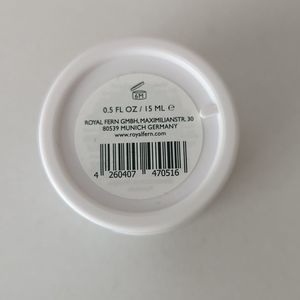 6M
0.5 FL OZ / 15 ML ℮
ROYAL FERN GMBH, MAXIMILIANSTR. 30
80539 MUNICH GERMANY
www.royalfern.com
4 260407 470516